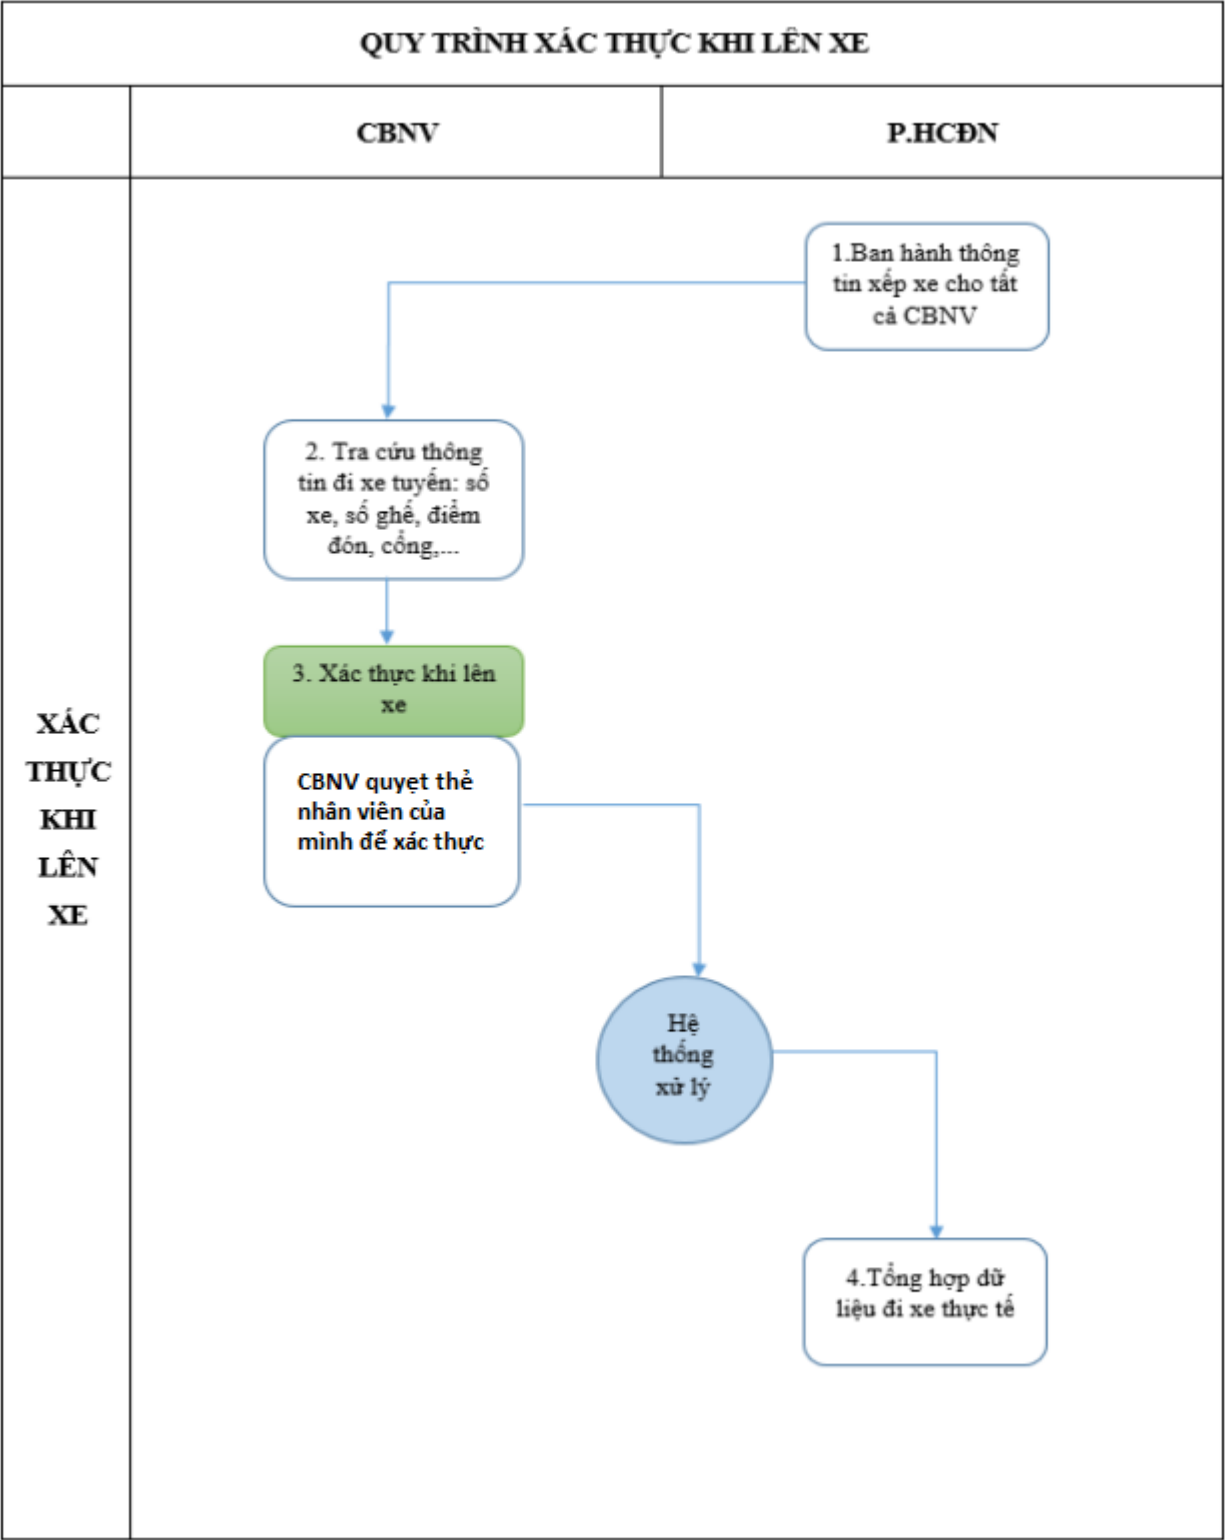 QUY TRÌNH XÁC THỰC KHI LÊN XE
CBNV
P.HCĐN
XÁC
THỰC
KHI
LÊN
XE
1.Ban hành thông
tin xếp xe cho tất
cả CBNV
2. Tra cứu thông
tin đi xe tuyến: số
xe, số ghế, điểm
đón, cổng,...
3. Xác thực khi lên
xe
CBNV quyẹt thẻ
nhân viên của
mình để xác thực
Hệ
thống
xử lý
4.Tổng hợp dữ
liệu đi xe thực tế